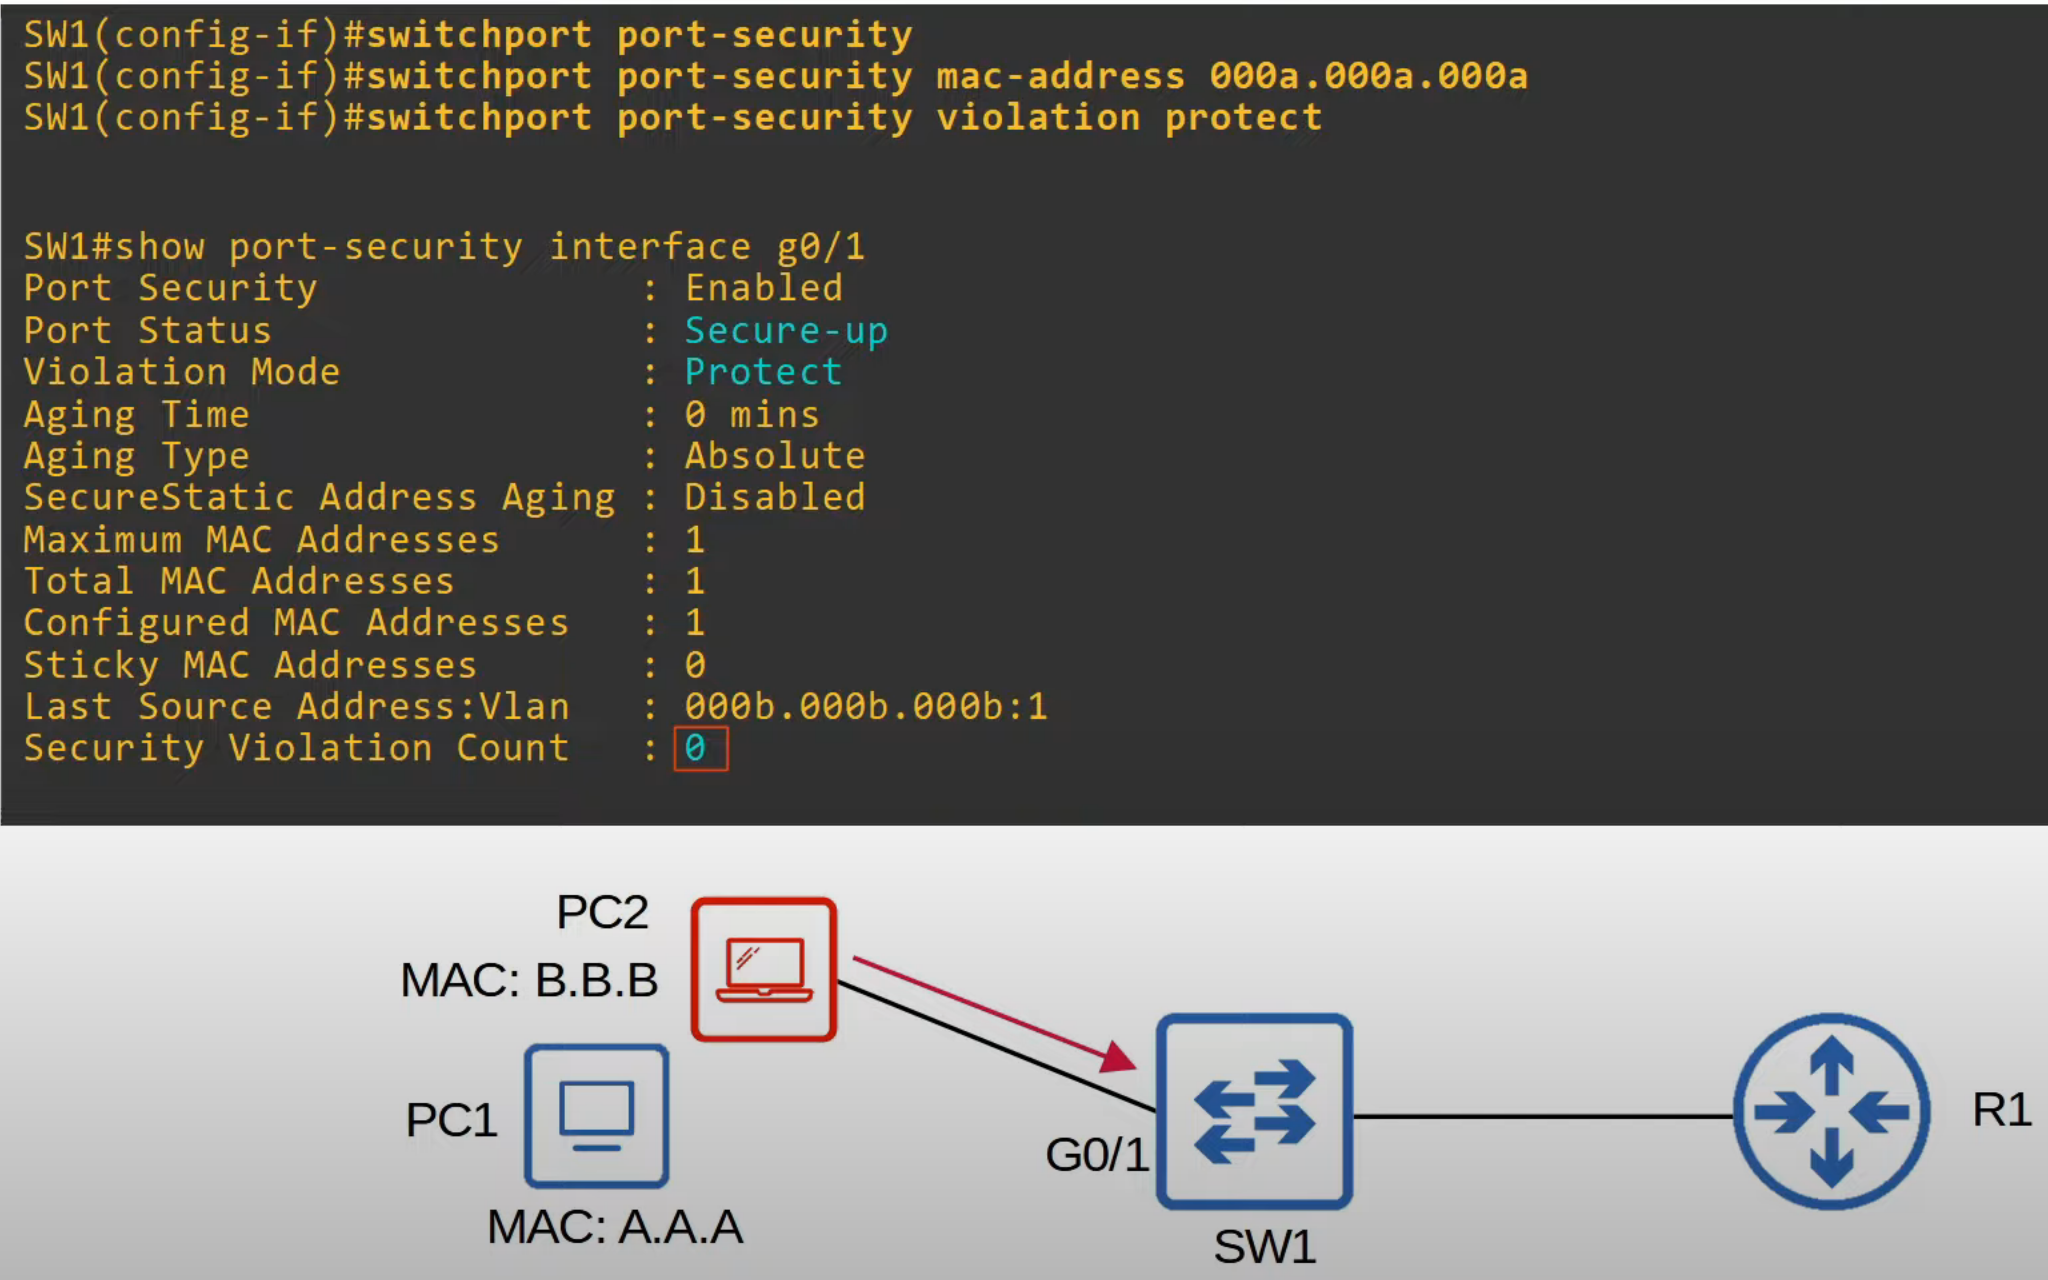 SW1(config-if)#switchport port-security
SW1(config-if)#switchport port-security mac-address 000a.000a.000a
SW1(config-if)#switchport port-security violation protect
SW1#show port-security interface g0/1
Port Security : Enabled
Port Status : Secure-up
Violation Mode : Protect
Aging Time : 0 mins
Aging Type : Absolute
SecureStatic Address Aging : Disabled
Maximum MAC Addresses : 1
Total MAC Addresses : 1
Configured MAC Addresses : 1
Sticky MAC Addresses : 0
Last Source Address:Vlan : 000b.000b.000b:1
Security Violation Count : 0
PC2
MAC: B.B.B
PC1
MAC: A.A.A
G0/1
SW1
R1